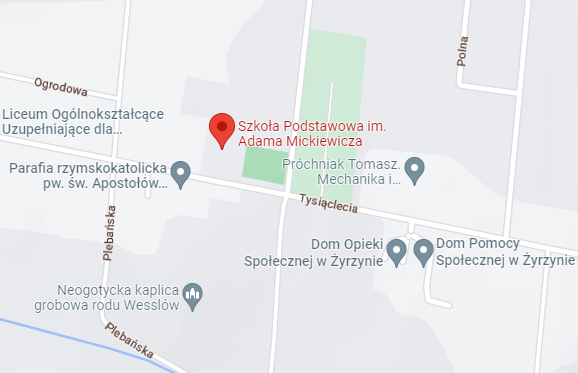 Polna
Ogrodowa
Liceum Ogólnokształcące
Uzupełniające dla...
Szkoła Podstawowa im.
Adama Mickiewicza
Parafia rzymskokatolicka
pw. św. Apostołów...
Próchniak Tomasz.
Mechanika i...
Tysiąclecia
Plebańska
Dom Opieki
Społecznej w Żyrzynie
Dom Pomocy
Społecznej w Żyrzynie
Neogotycka kaplica
grobowa rodu Wesslów
Plebańska